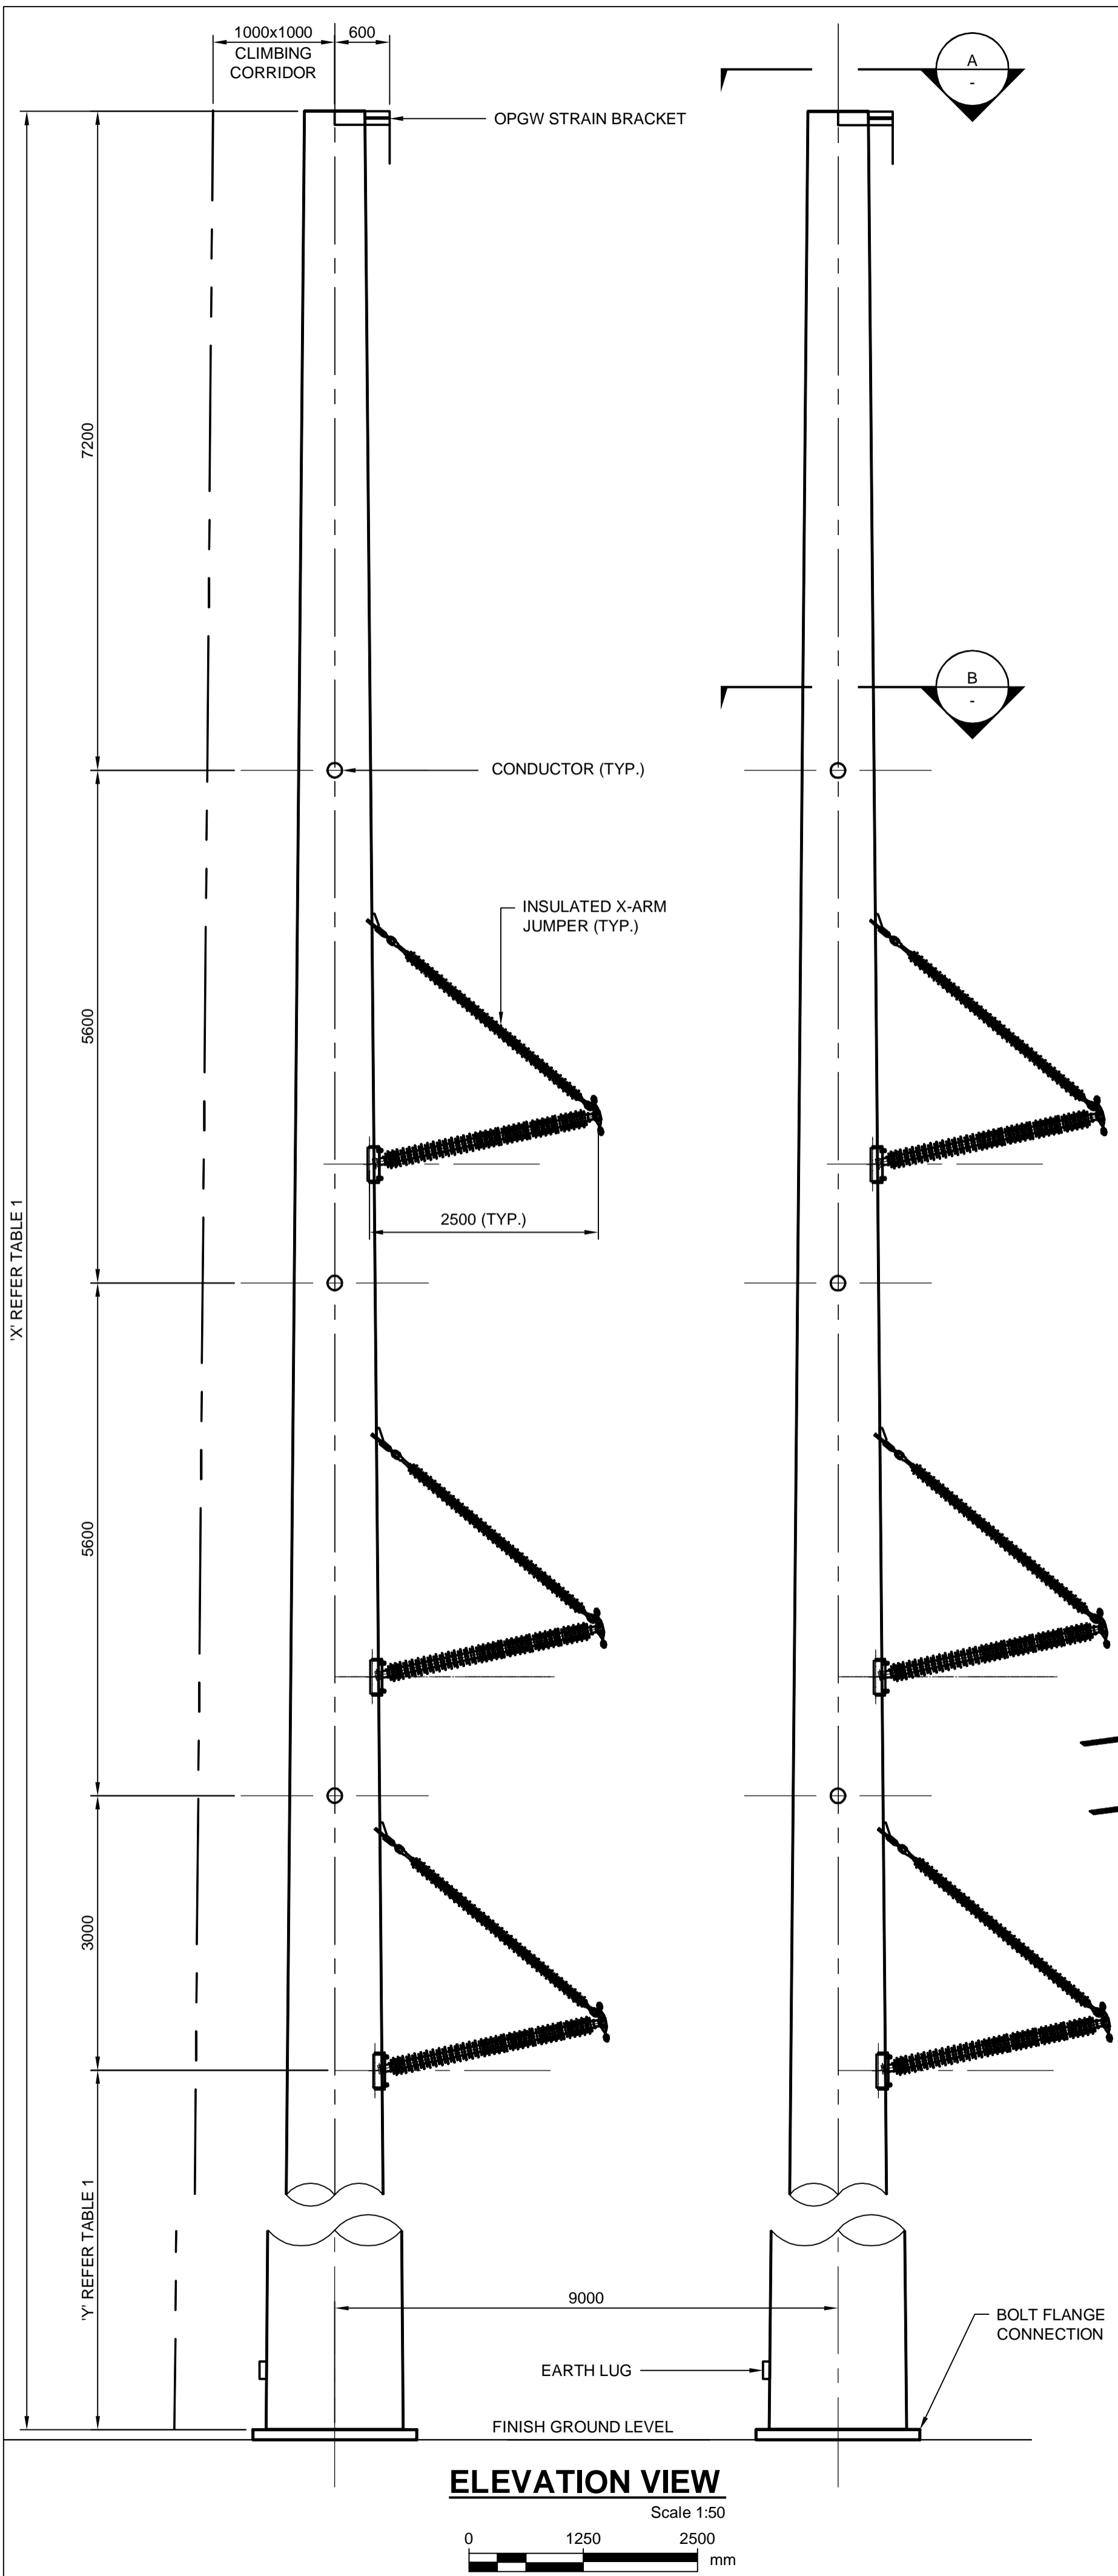 1000x1000
CLIMBING
CORRIDOR
600
A
-
OPGW STRAIN BRACKET
7200
B
-
CONDUCTOR (TYP.)
INSULATED X-ARM
JUMPER (TYP.)
5600
2500 (TYP.)
'X' REFER TABLE 1
5600
3000
'Y' REFER TABLE 1
9000
BOLT FLANGE
CONNECTION
EARTH LUG
FINISH GROUND LEVEL
ELEVATION VIEW
Scale 1:50
0 1250 2500
mm